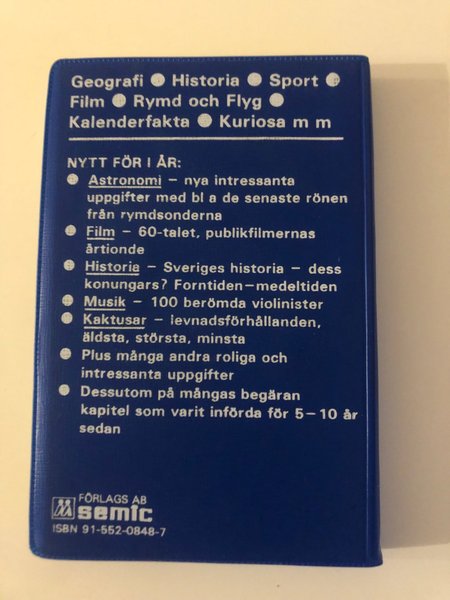 Geografi ● Historia ● Sport ●
Film ● Rymd och Flyg ●
Kalenderfakta ● Kuriosa m m
NYTT FÖR I ÅR:
● Astronomi – nya intressanta
uppgifter med bl a de senaste rönen
från rymdsonderna
● Film – 60-talet, publikfilmernas
årtionde
● Historia – Sveriges historia – dess
konungars? Forntiden-medeltiden
● Musik – 100 berömda violinister
● Kaktusar – levnadsförhållanden,
äldsta, största, minsta
● Plus många andra roliga och
intressanta uppgifter
● Dessutom på mångas begäran
kapitel som varit införda för 5–10 år
sedan
FÖRLAGS AB
semic
ISBN 91-552-0848-7